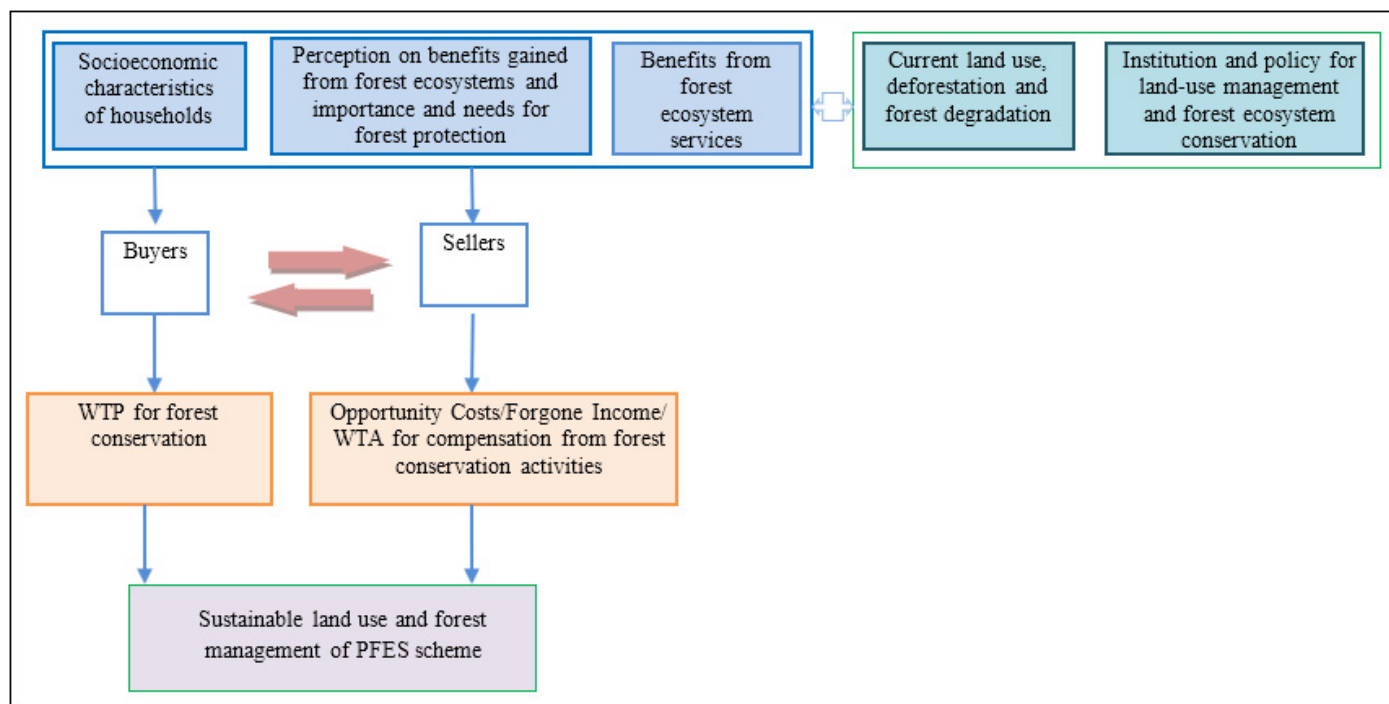 Socioeconomic
characteristics
of households
Perception on benefits gained
from forest ecosystems and
importance and needs for
forest protection
Benefits from
forest
ecosystem
services
Current land use,
deforestation and
forest degradation
Institution and policy for
land-use management
and forest ecosystem
conservation
Buyers
Sellers
WTP for forest
conservation
Opportunity Costs/Forgone Income/
WTA for compensation from forest
conservation activities
Sustainable land use and forest
management of PFES scheme